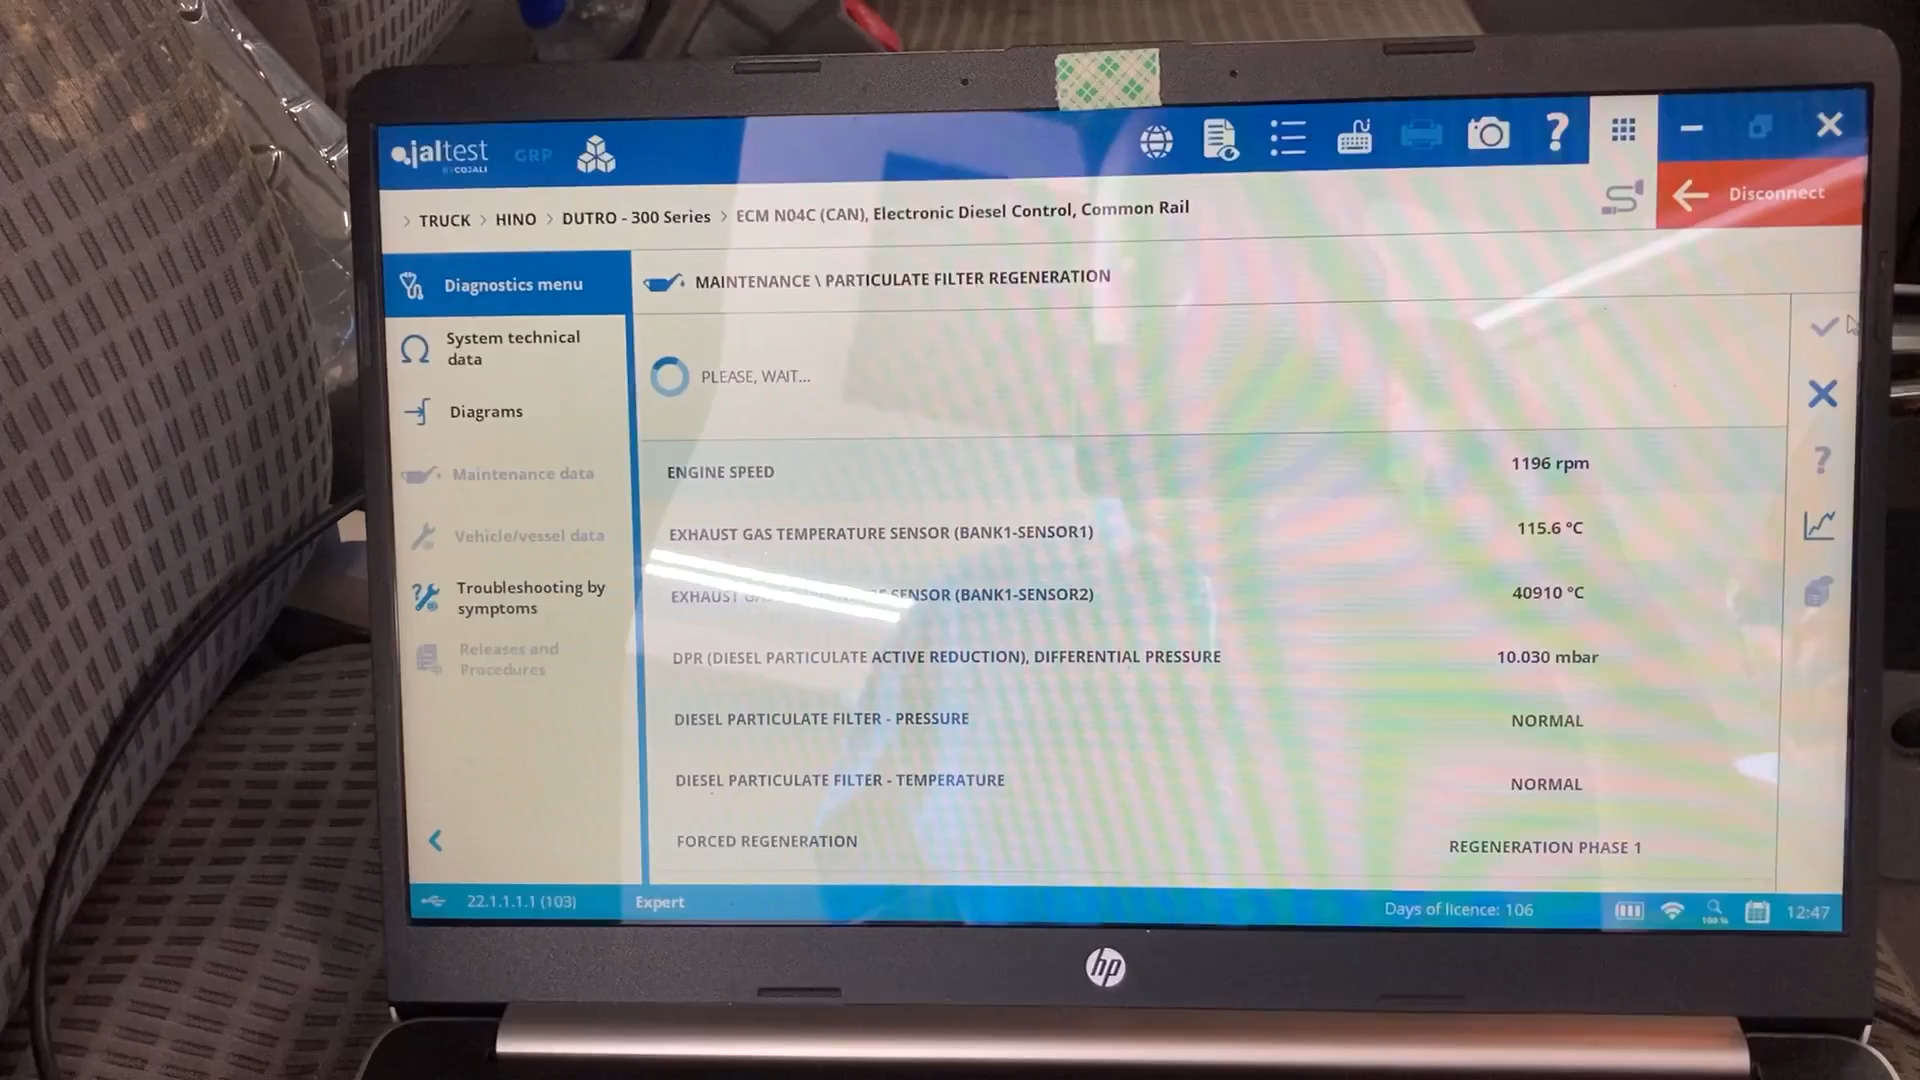 jaltest GRP
BY COJALI
Disconnect
TRUCK > HINO > DUTRO - 300 Series > ECM N04C (CAN), Electronic Diesel Control, Common Rail
Diagnostics menu
System technical
data
Diagrams
Maintenance data
Vehicle/vessel data
Troubleshooting by
symptoms
Releases and
Procedures
MAINTENANCE \ PARTICULATE FILTER REGENERATION
PLEASE, WAIT...
ENGINE SPEED 1196 rpm
EXHAUST GAS TEMPERATURE SENSOR (BANK1-SENSOR1) 115.6 °C
EXHAUST SENSOR (BANK1-SENSOR2) 40910 °C
DPR (DIESEL PARTICULATE ACTIVE REDUCTION), DIFFERENTIAL PRESSURE 10.030 mbar
DIESEL PARTICULATE FILTER - PRESSURE NORMAL
DIESEL PARTICULATE FILTER - TEMPERATURE NORMAL
FORCED REGENERATION REGENERATION PHASE 1
22.1.1.1.1 (103) Expert Days of licence: 106 100 % 12:47
hp